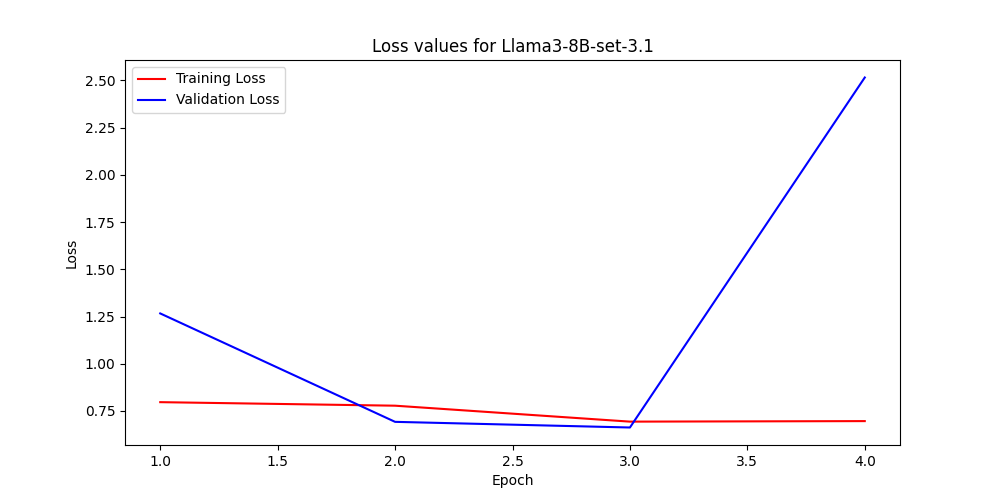 Loss values for Llama3-8B-set-3.1
Training Loss
Validation Loss
2.50
2.25
2.00
1.75
1.50
1.25
1.00
0.75
Loss
1.0 1.5 2.0 2.5 3.0 3.5 4.0
Epoch